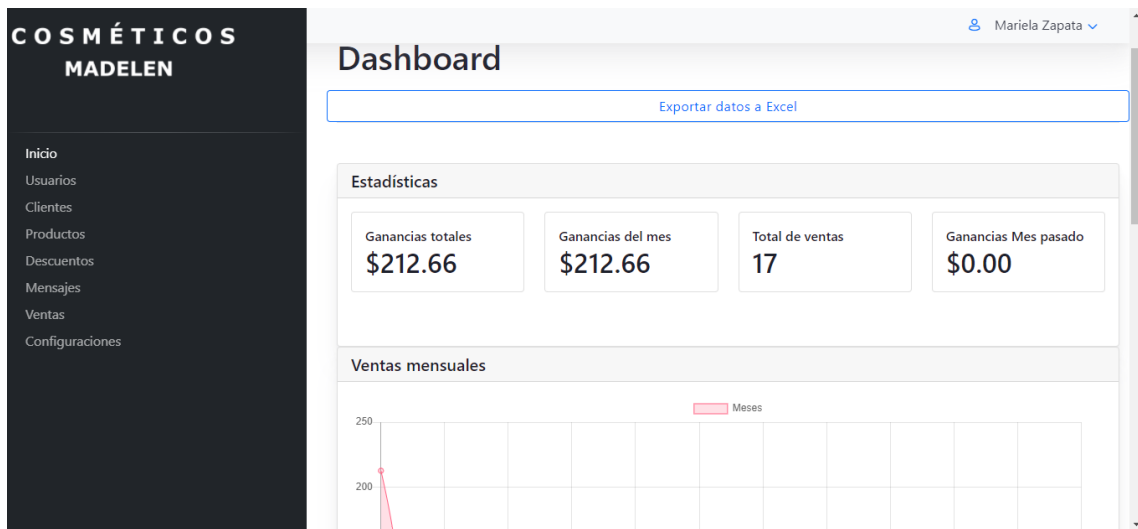 COSMÉTICOS
MADELEN
Inicio
Usuarios
Clientes
Productos
Descuentos
Mensajes
Ventas
Configuraciones
Mariela Zapata
Dashboard
Exportar datos a Excel
Estadísticas
Ganancias totales
$212.66
Ganancias del mes
$212.66
Total de ventas
17
Ganancias Mes pasado
$0.00
Ventas mensuales
Meses
250
200